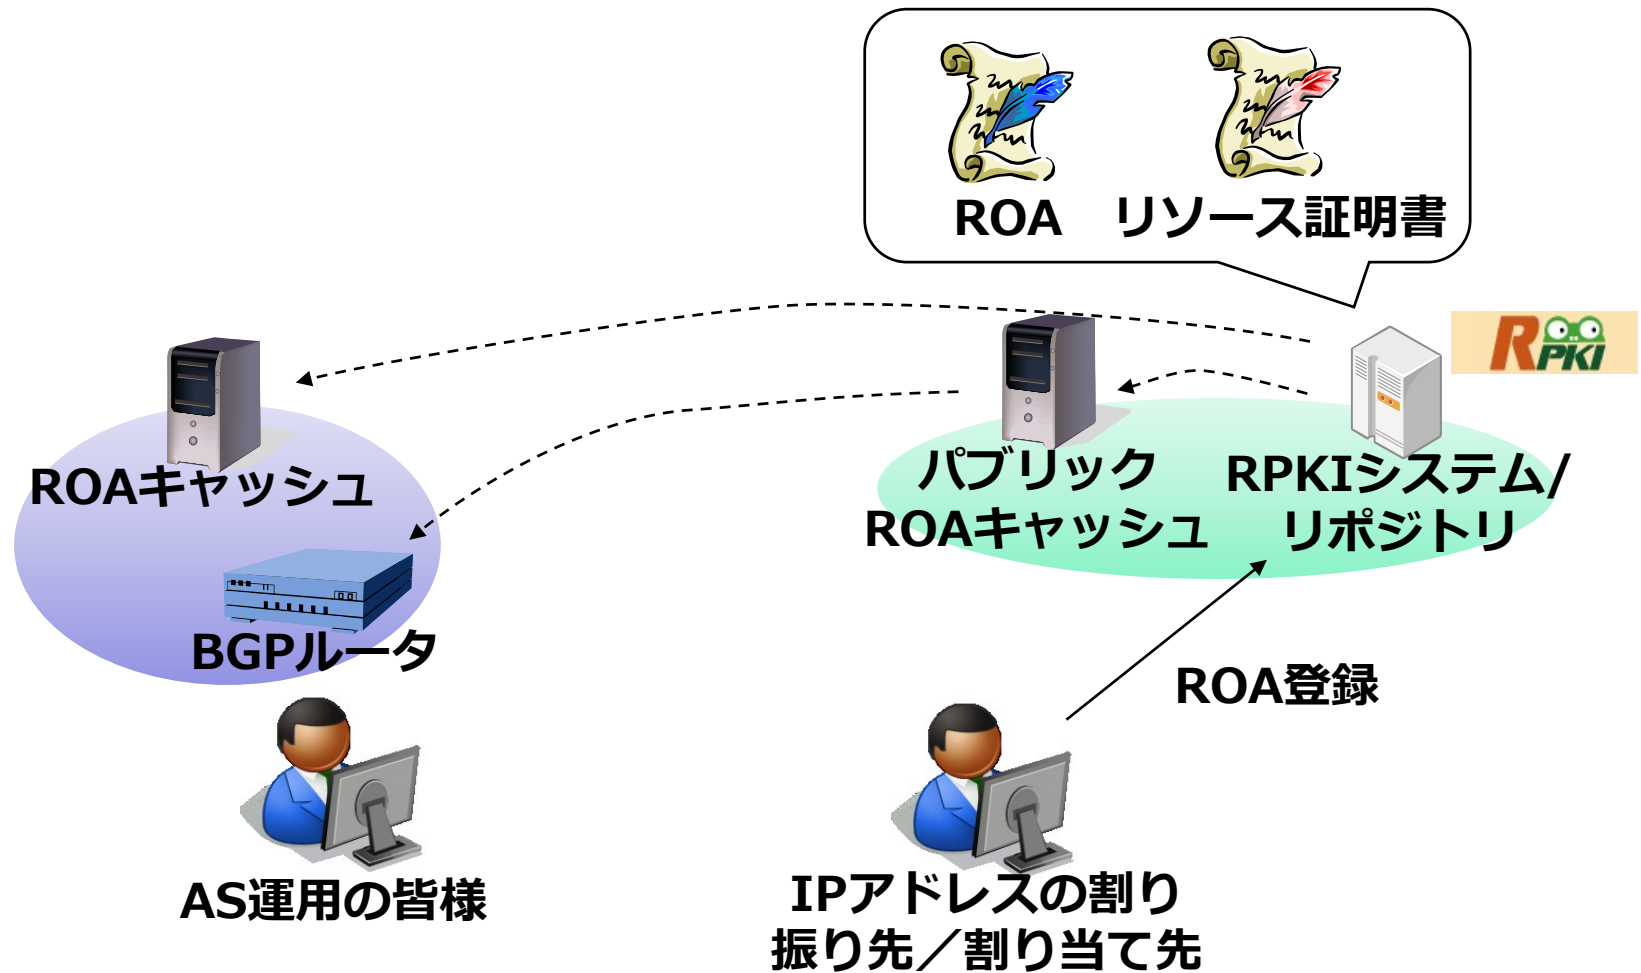 ROA リソース証明書
RPKI
ROAキャッシュ
パブリック
ROAキャッシュ
RPKIシステム/
リポジトリ
BGPルータ
ROA登録
AS運用の皆様
IPアドレスの割り
振り先／割り当て先